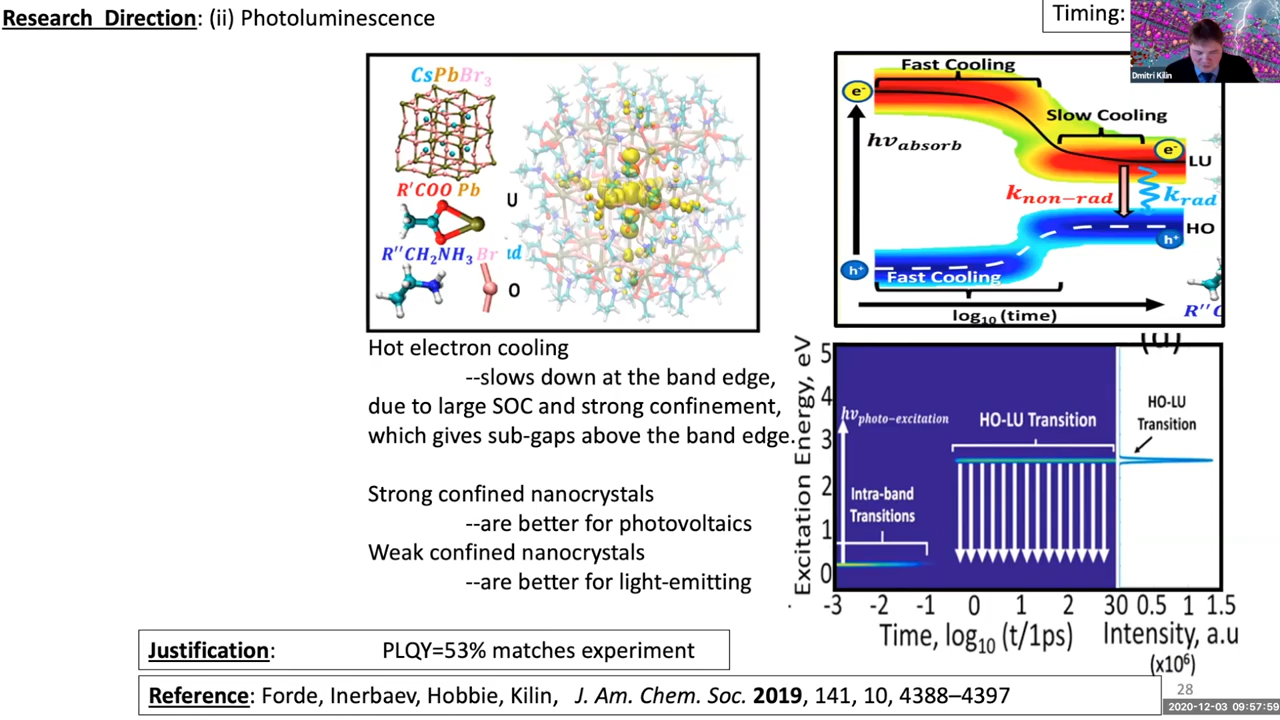 Research Direction: (ii) Photoluminescence
Timing:
Dmitri Kilin
CsPbBr3
R'COO Pb
R''CH2NH3 Br
U
ud
O
Fast Cooling
e-
Slow Cooling
hνabsorb
e-
LU
knon-rad
krad
HO
h+
h+
Fast Cooling
log10 (time)
R''C
Hot electron cooling
--slows down at the band edge,
due to large SOC and strong confinement,
which gives sub-gaps above the band edge.
Strong confined nanocrystals
--are better for photovoltaics
Weak confined nanocrystals
--are better for light-emitting
(d)
Excitation Energy, eV
5
4
3
2
1
0
hνphoto-excitation
HO-LU Transition
HO-LU
Transition
Intra-band
Transitions
-3 -2 -1 0 1 2 30 0.5 1 1.5
Time, log10 (t/1ps)
Intensity, a.u
(x10⁶)
Justification: PLQY=53% matches experiment
Reference: Forde, Inerbaev, Hobbie, Kilin, J. Am. Chem. Soc. 2019, 141, 10, 4388–4397
28
2020-12-03 09:57:59